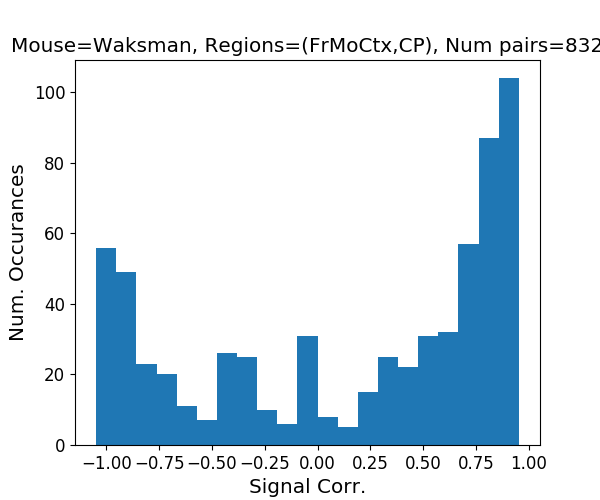 Mouse=Waksman, Regions=(FrMoCtx,CP), Num pairs=832
100
80
60
40
20
0
Num. Occurances
−1.00 −0.75 −0.50 −0.25 0.00 0.25 0.50 0.75 1.00
Signal Corr.